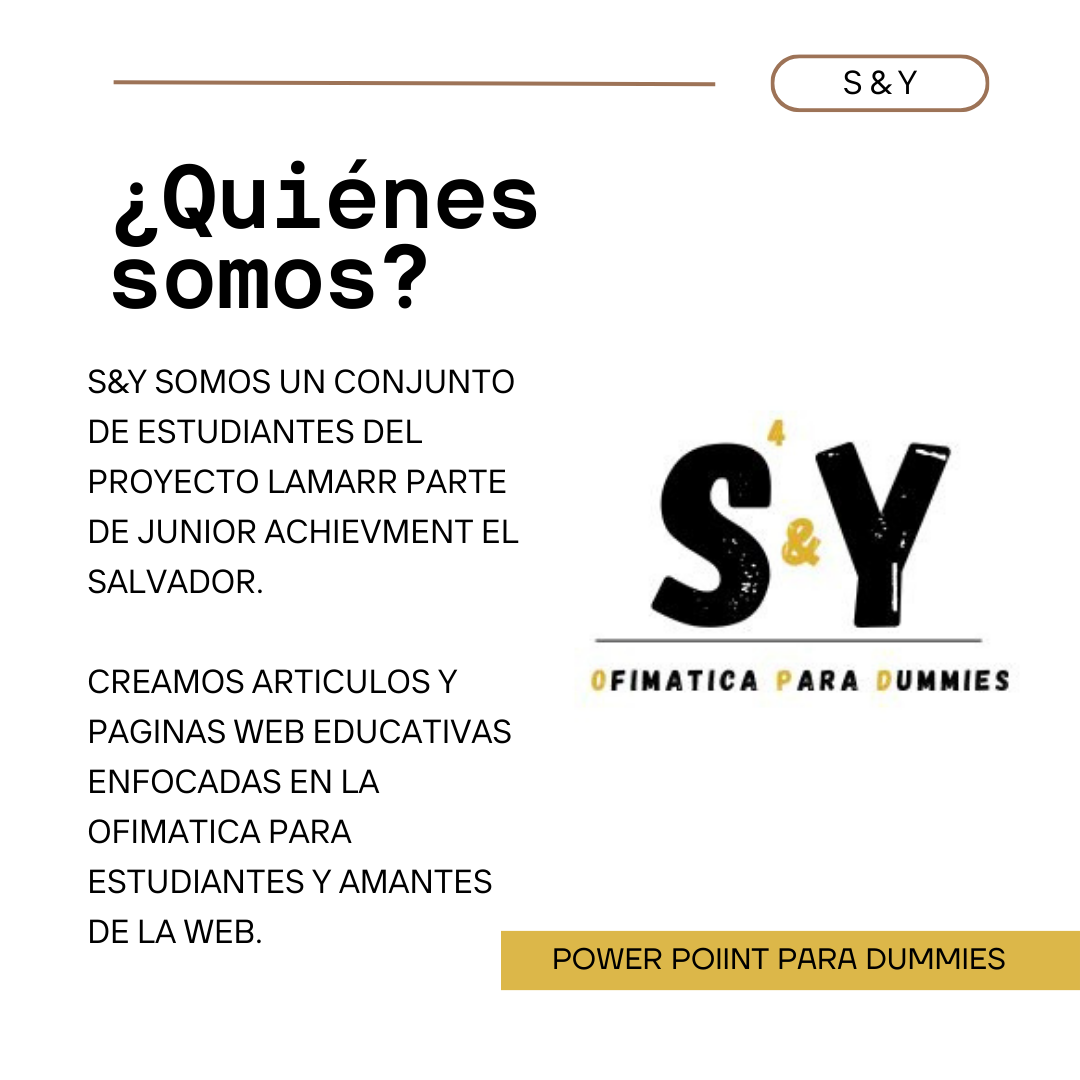 S & Y
¿Quiénes
somos?
S&Y SOMOS UN CONJUNTO
DE ESTUDIANTES DEL
PROYECTO LAMARR PARTE
DE JUNIOR ACHIEVMENT EL
SALVADOR.
CREAMOS ARTICULOS Y
PAGINAS WEB EDUCATIVAS
ENFOCADAS EN LA
OFIMATICA PARA
ESTUDIANTES Y AMANTES
DE LA WEB.
4
S&Y
OFIMATICA PARA DUMMIES
POWER POIINT PARA DUMMIES